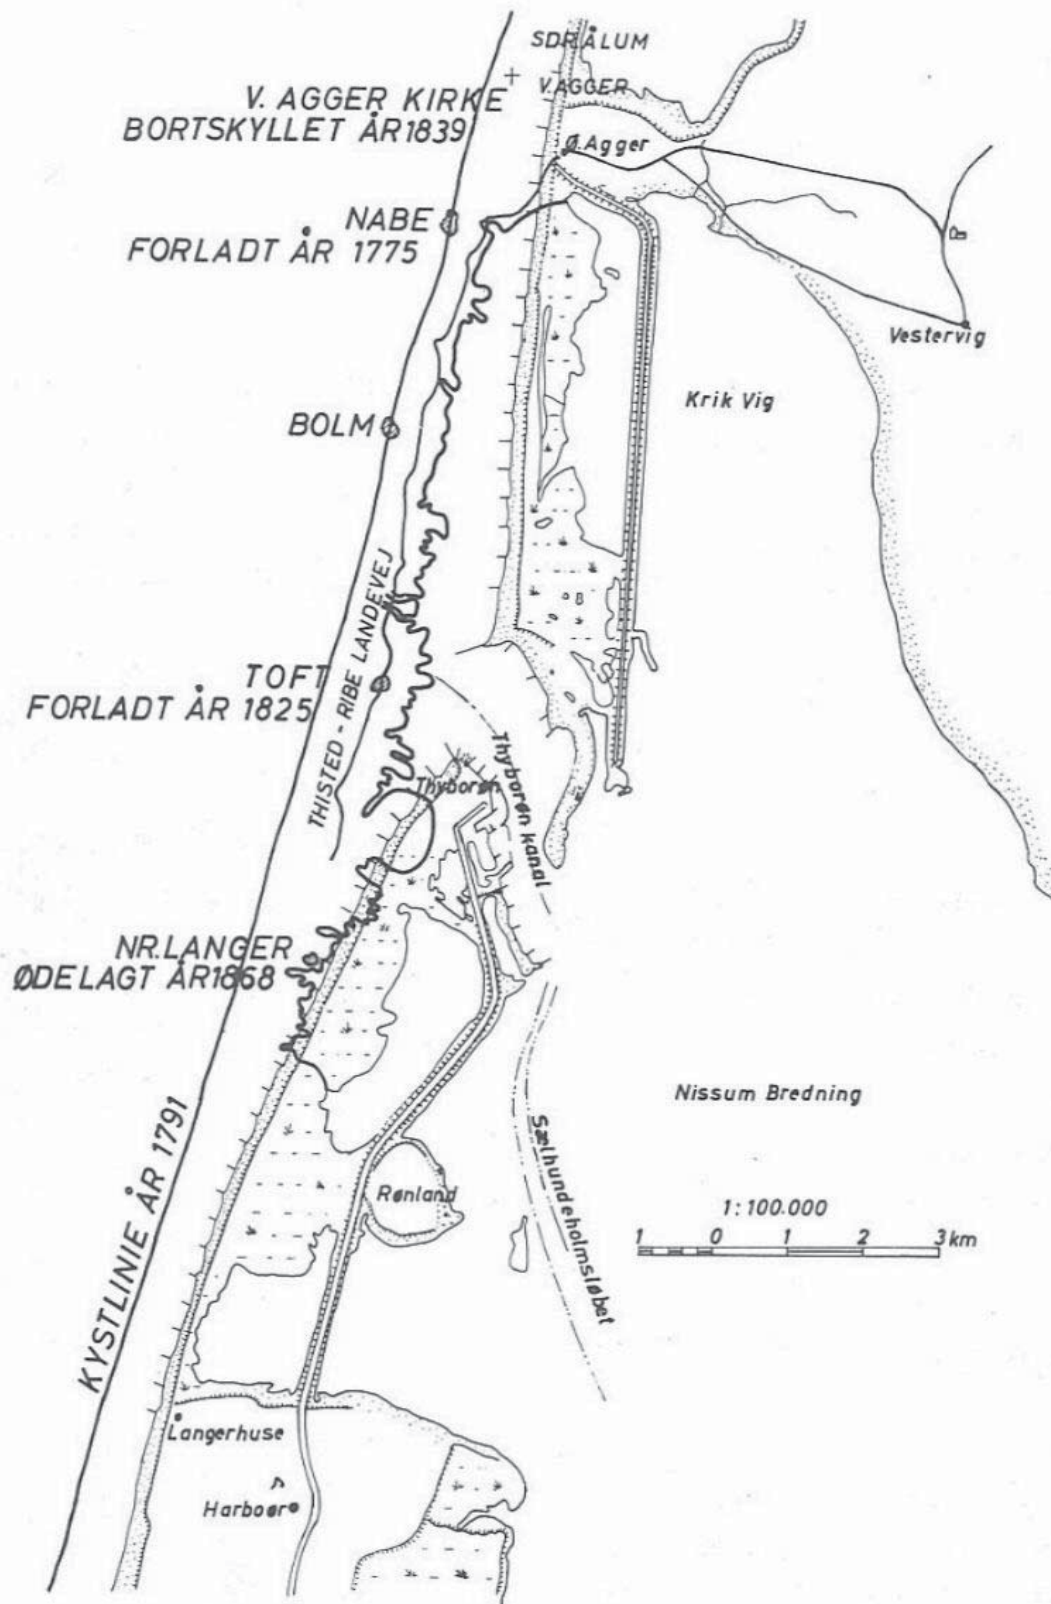 SDR.ÅLUM
V. AGGER KIRKE
V.AGGER
BORTSKYLLET ÅR 1839
Ø.Agger
NABE
FORLADT ÅR 1775
Vestervig
Krik Vig
BOLM
THISTED - RIBE LANDEVEJ
TOFT
FORLADT ÅR 1825
Thyborøn
Thyborøn kanal
NR.LANGER
ØDELAGT ÅR 1868
KYSTLINIE ÅR 1791
Nissum Bredning
Sælhundeholmsløbet
Rønland
1:100.000
1 0 1 2 3 km
Langerhuse
Harboør